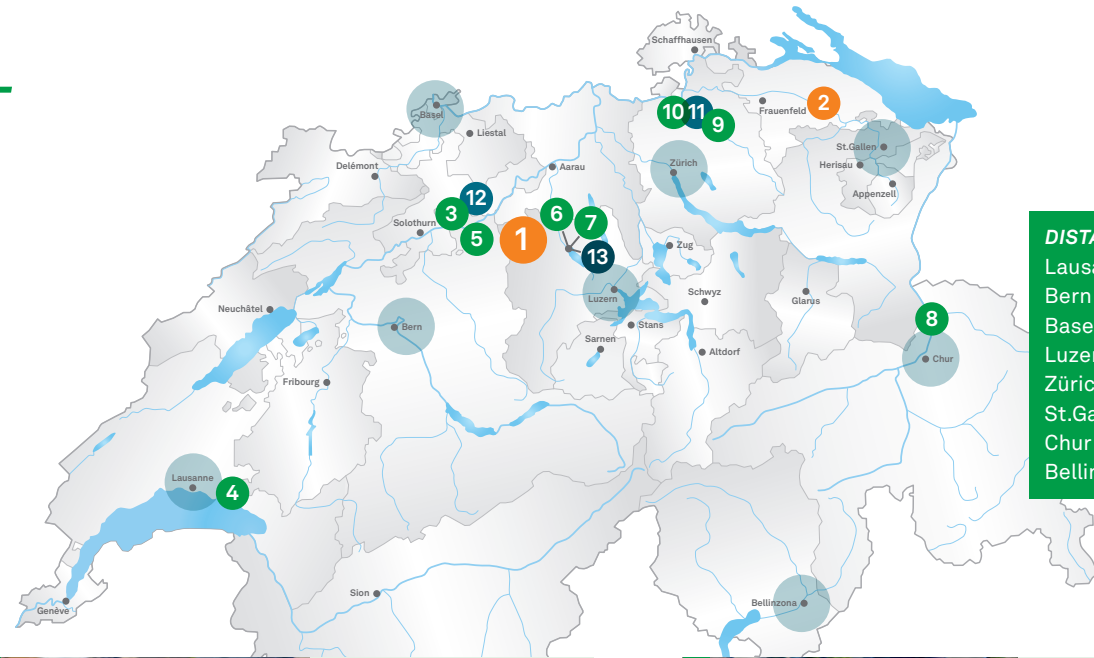 Schaffhausen
10 11 9
Frauenfeld
2
Basel
Liestal
St.Gallen
Herisau
Appenzell
Zürich
Delémont
Aarau
12
3
5
Solothurn
1
6
7
13
Zug
Luzern
Schwyz
Glarus
Stans
Sarnen
Altdorf
Neuchâtel
Bern
Fribourg
8
Chur
Lausanne
4
Genève
Sion
Bellinzona
DISTA
Lausa
Bern
Base
Luzer
Züric
St.Ga
Chur
Bellin